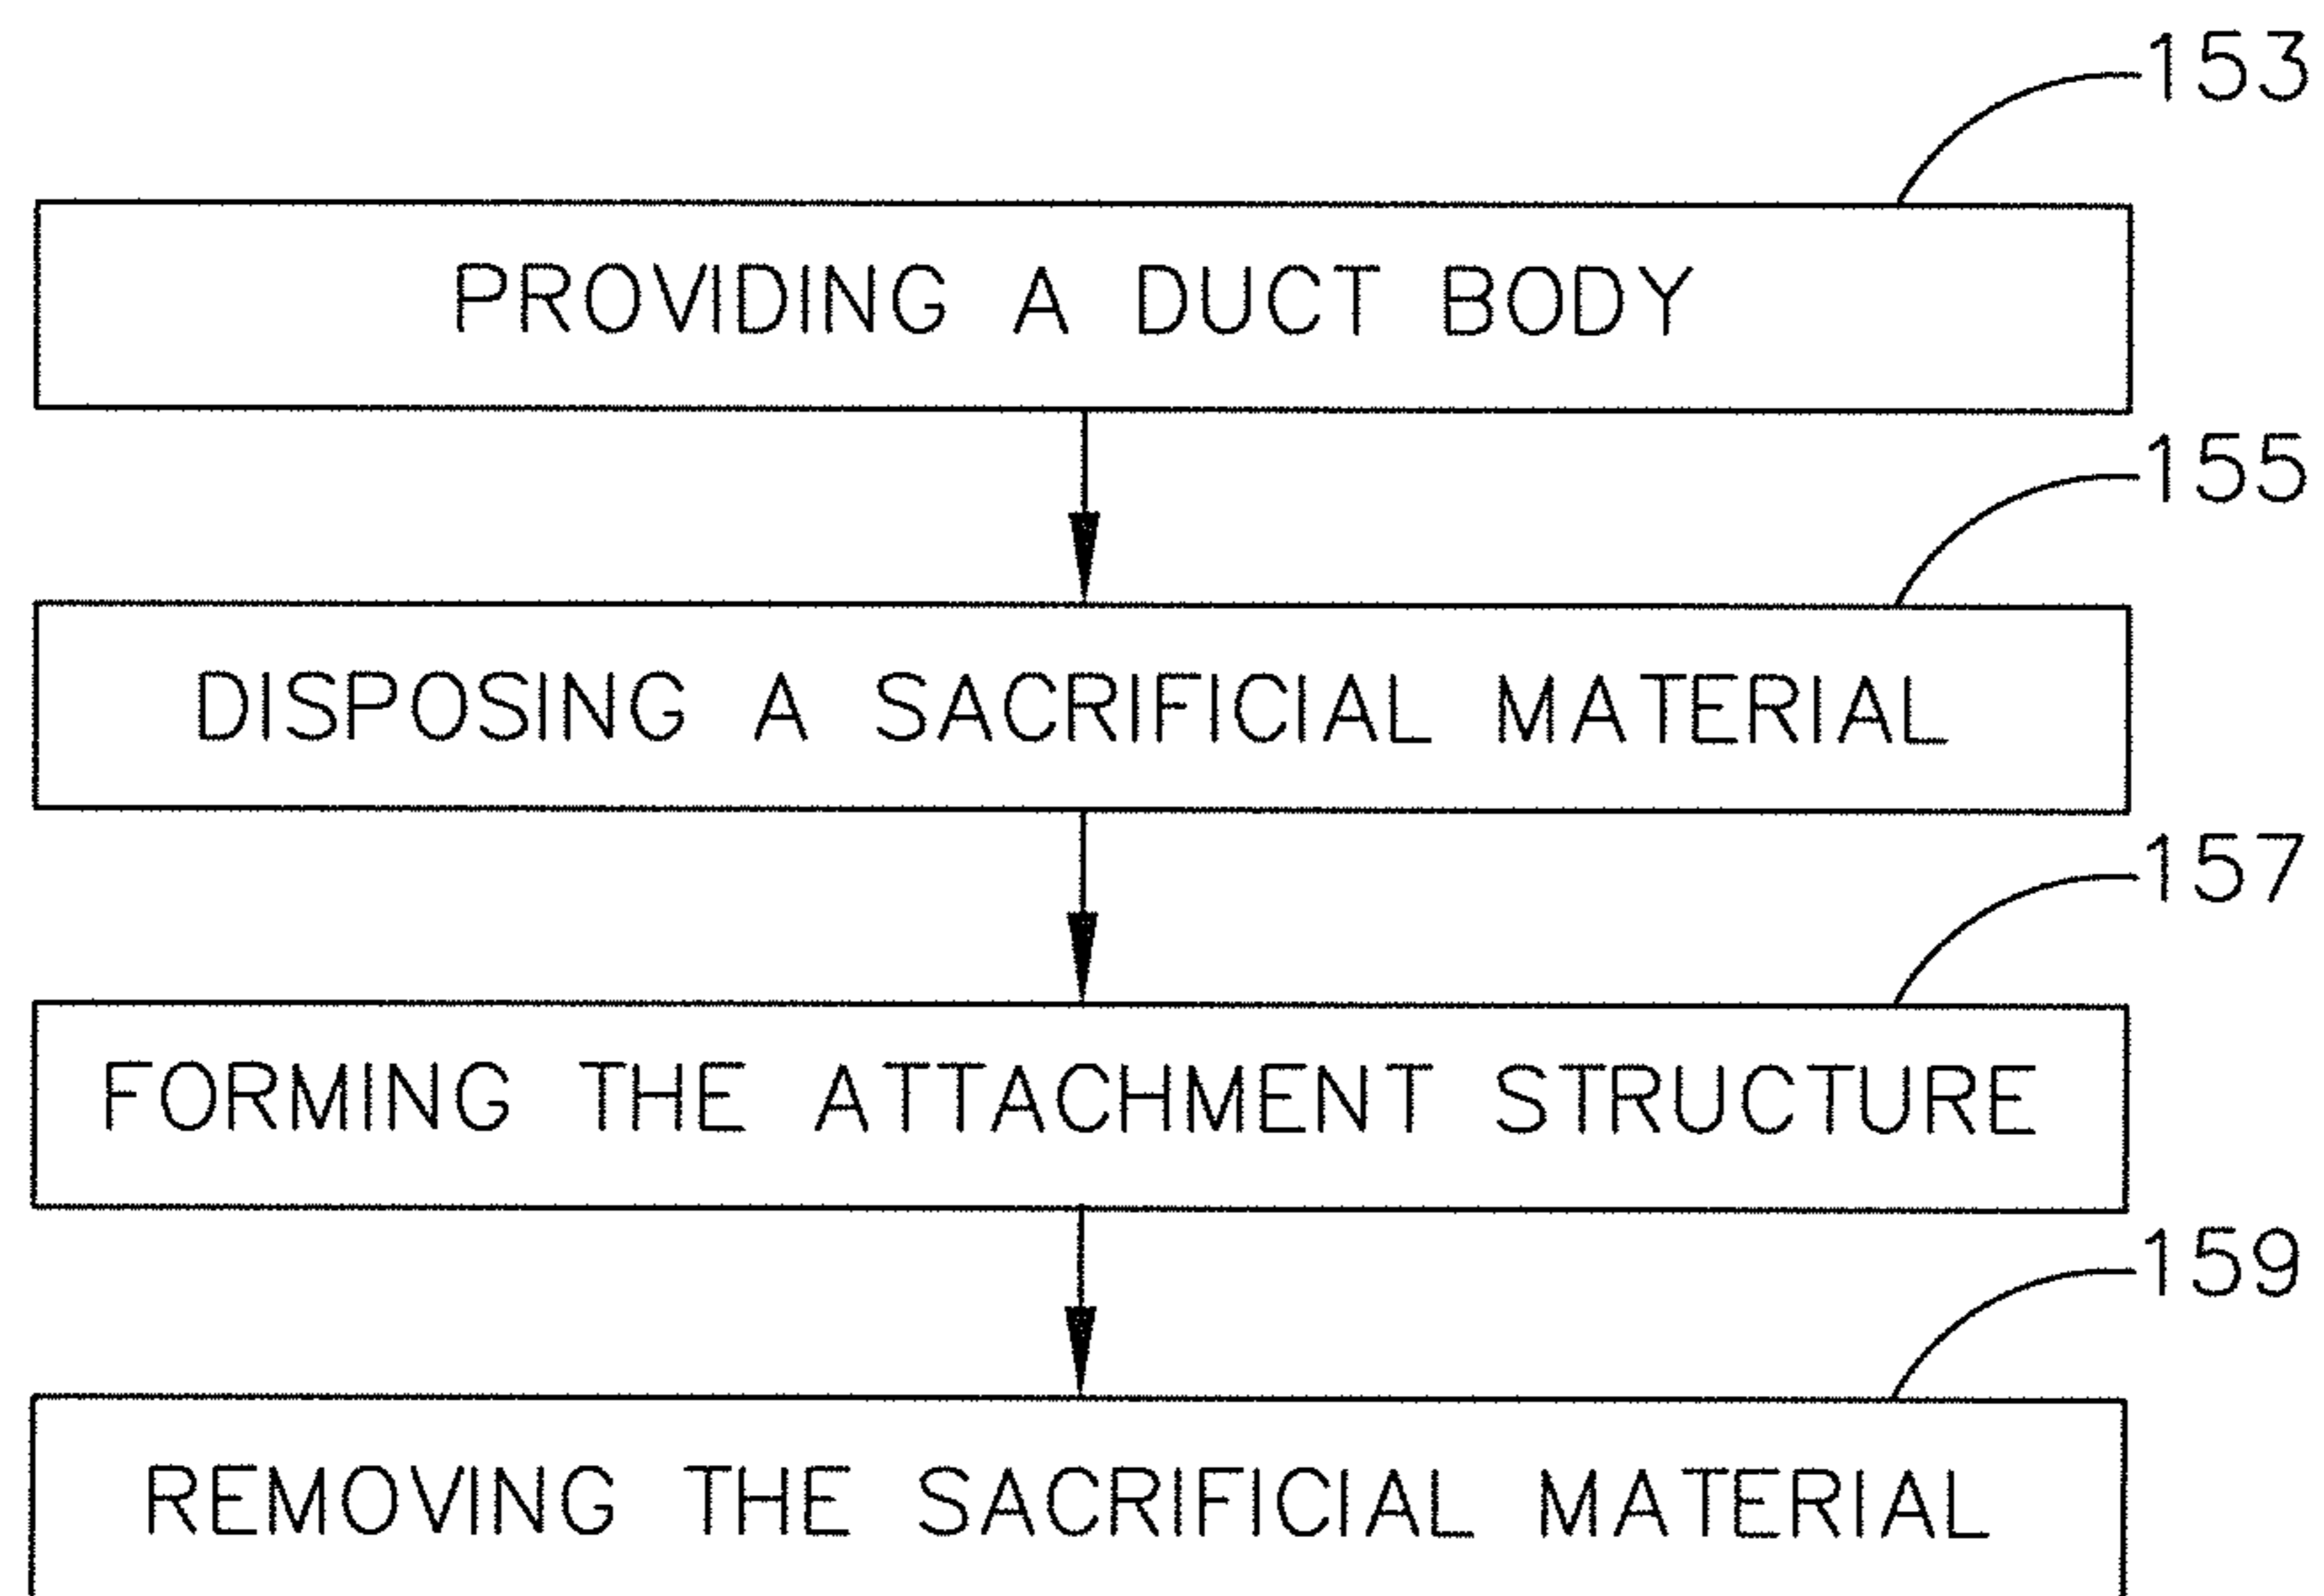 153
PROVIDING A DUCT BODY
155
DISPOSING A SACRIFICIAL MATERIAL
157
FORMING THE ATTACHMENT STRUCTURE
159
REMOVING THE SACRIFICIAL MATERIAL